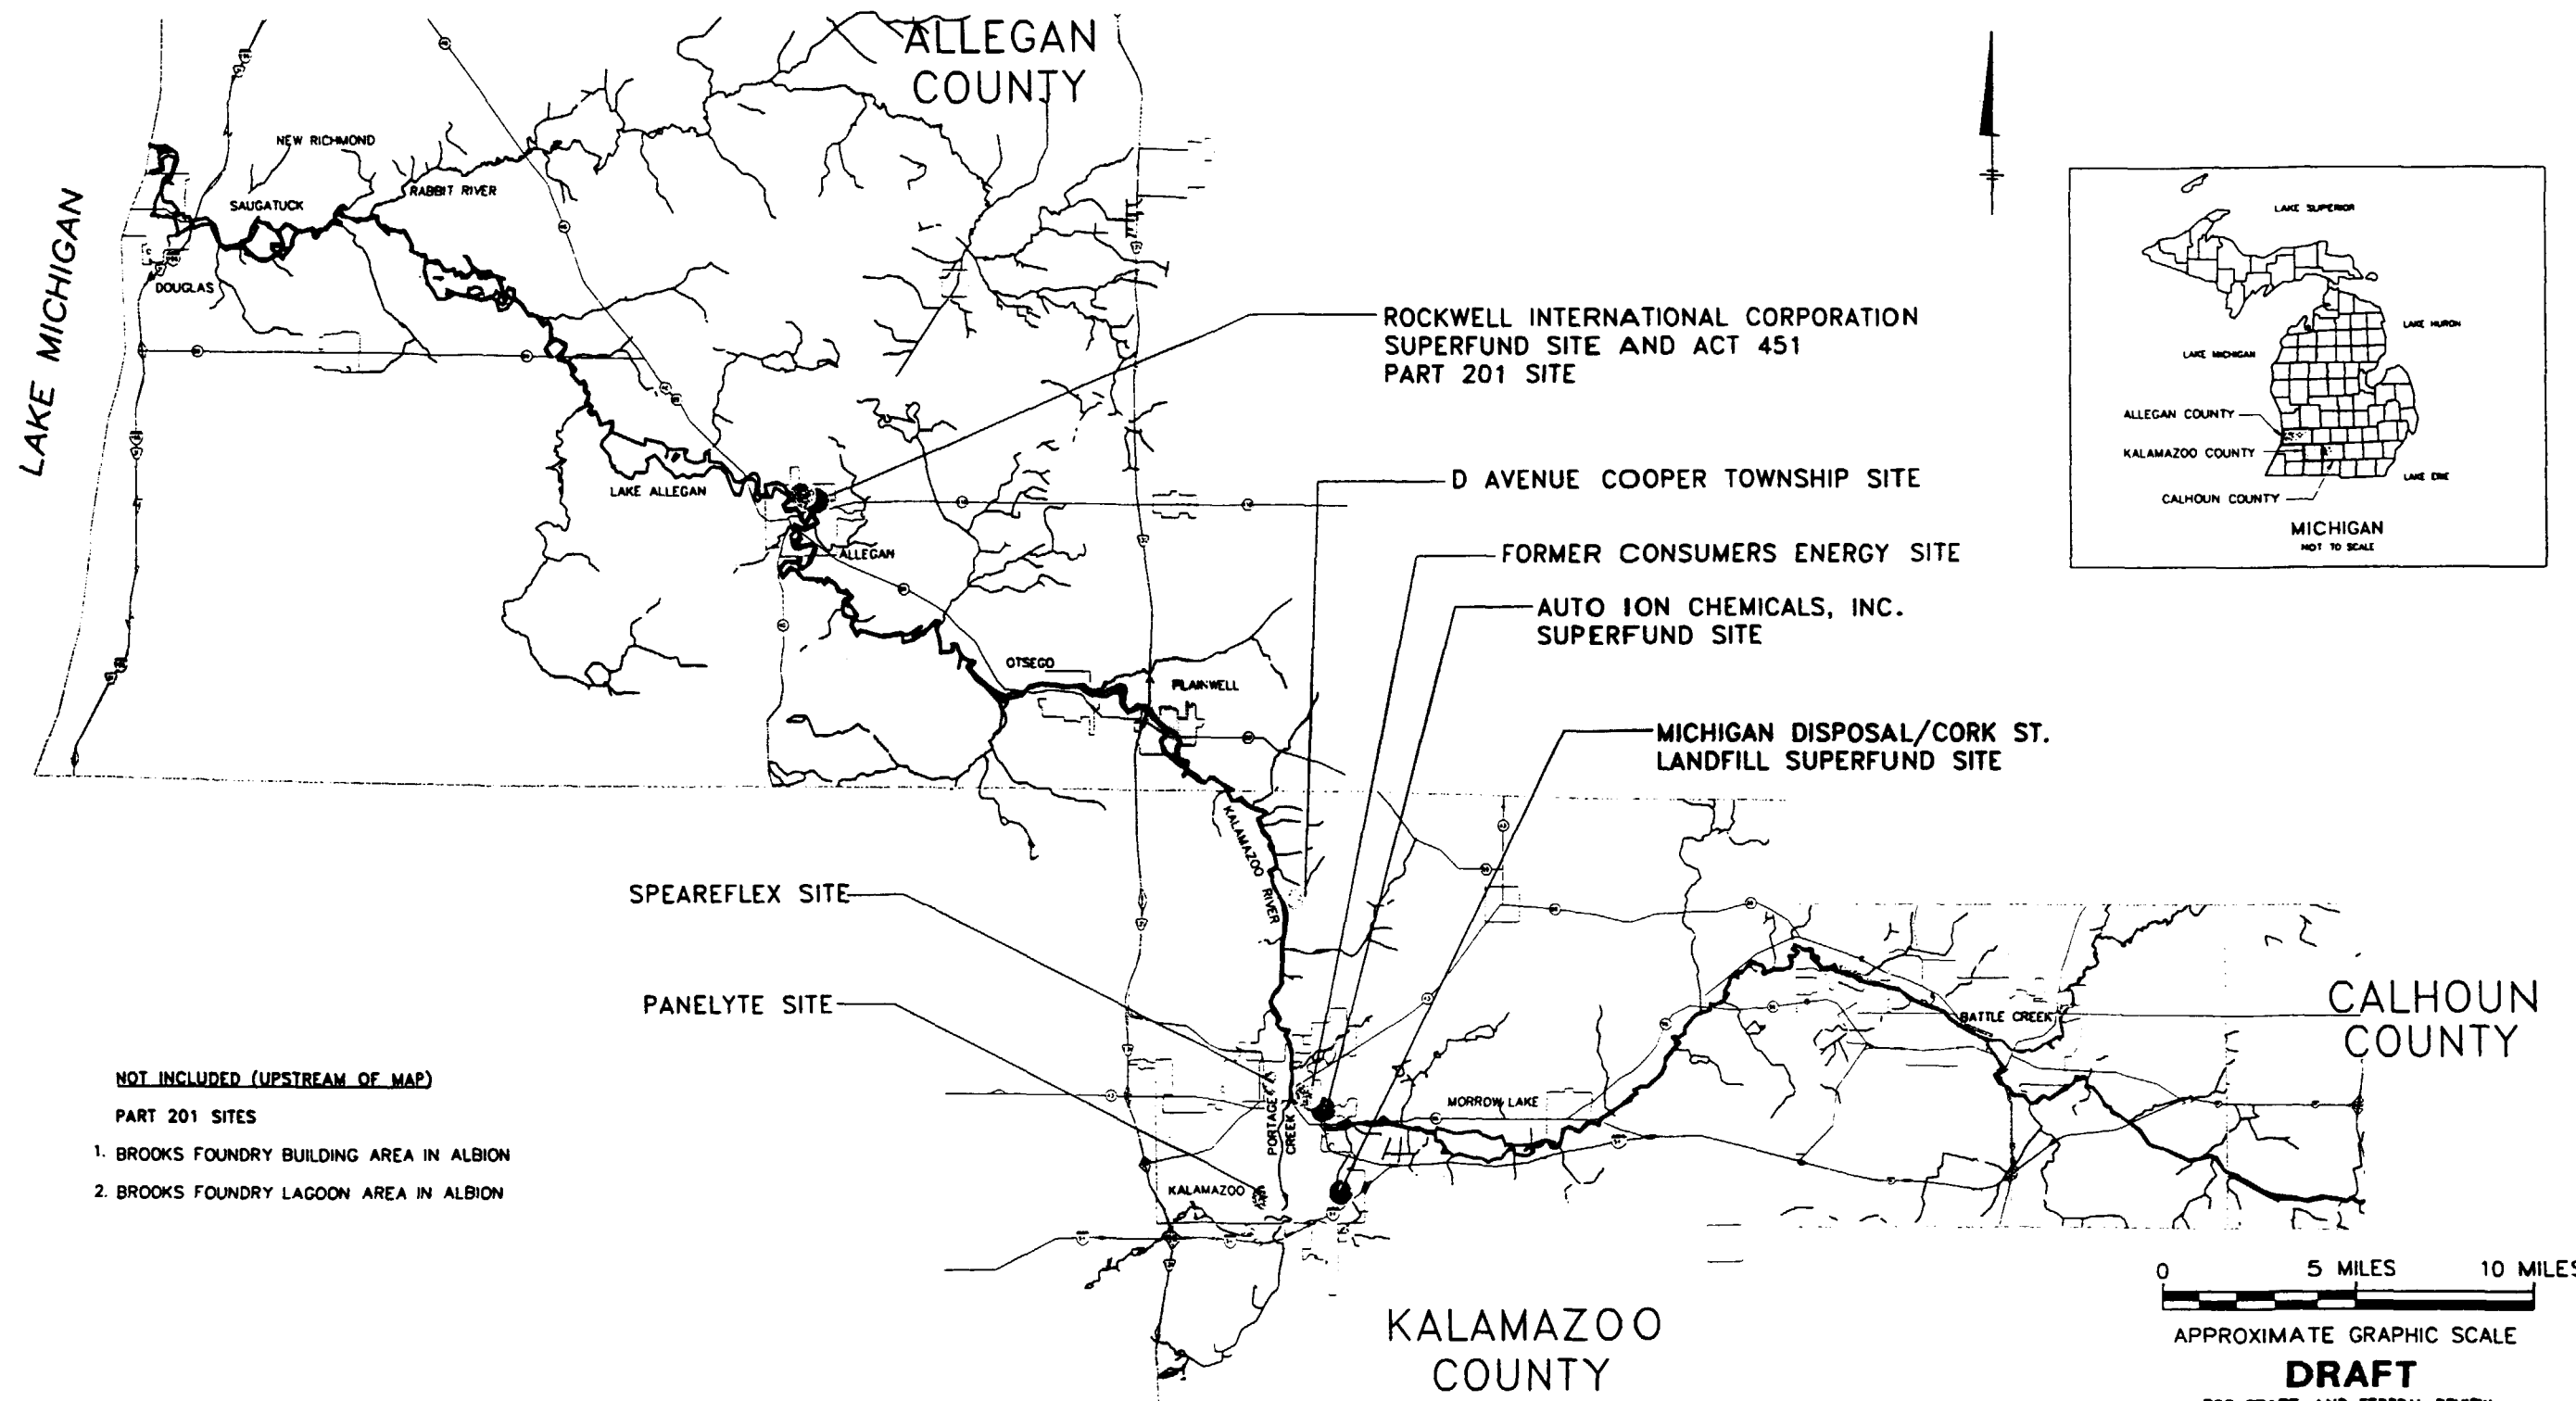 ALLEGAN
COUNTY
NEW RICHMOND
RABBIT RIVER
SAUGATUCK
DOUGLAS
LAKE MICHIGAN
LAKE ALLEGAN
ALLEGAN
OTSEGO
PLAINWELL
ROCKWELL INTERNATIONAL CORPORATION
SUPERFUND SITE AND ACT 451
PART 201 SITE
D AVENUE COOPER TOWNSHIP SITE
FORMER CONSUMERS ENERGY SITE
AUTO ION CHEMICALS, INC.
SUPERFUND SITE
MICHIGAN DISPOSAL/CORK ST.
LANDFILL SUPERFUND SITE
LAKE SUPERIOR
LAKE HURON
LAKE MICHIGAN
ALLEGAN COUNTY
KALAMAZOO COUNTY
LAKE ERIE
CALHOUN COUNTY
MICHIGAN
NOT TO SCALE
KALAMAZOO RIVER
SPEAREFLEX SITE
PANELYTE SITE
PORTAGE
CREEK
KALAMAZOO
MORROW LAKE
BATTLE CREEK
CALHOUN
COUNTY
KALAMAZOO
COUNTY
NOT INCLUDED (UPSTREAM OF MAP)
PART 201 SITES
1. BROOKS FOUNDRY BUILDING AREA IN ALBION
2. BROOKS FOUNDRY LAGOON AREA IN ALBION
0 5 MILES 10 MILES
APPROXIMATE GRAPHIC SCALE
DRAFT
FOR STATE AND FEDERAL REVIEW